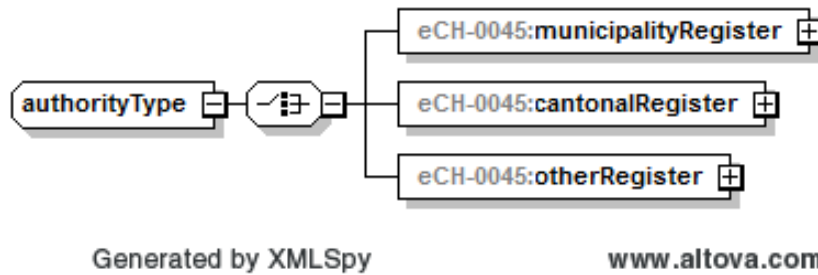 eCH-0045:municipalityRegister
authorityType
eCH-0045:cantonalRegister
eCH-0045:otherRegister
Generated by XMLSpy
www.altova.com